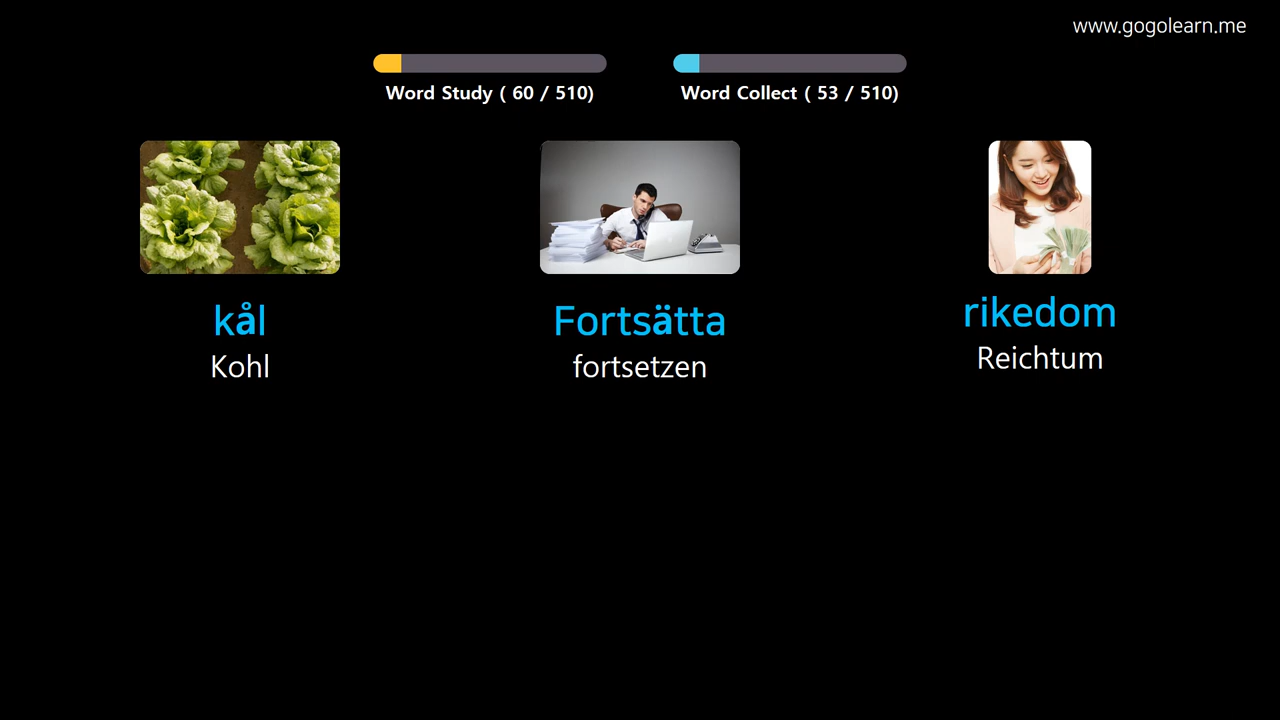 www.gogolearn.me
Word Study ( 60 / 510)
Word Collect ( 53 / 510)
kål
Kohl
Fortsätta
fortsetzen
rikedom
Reichtum